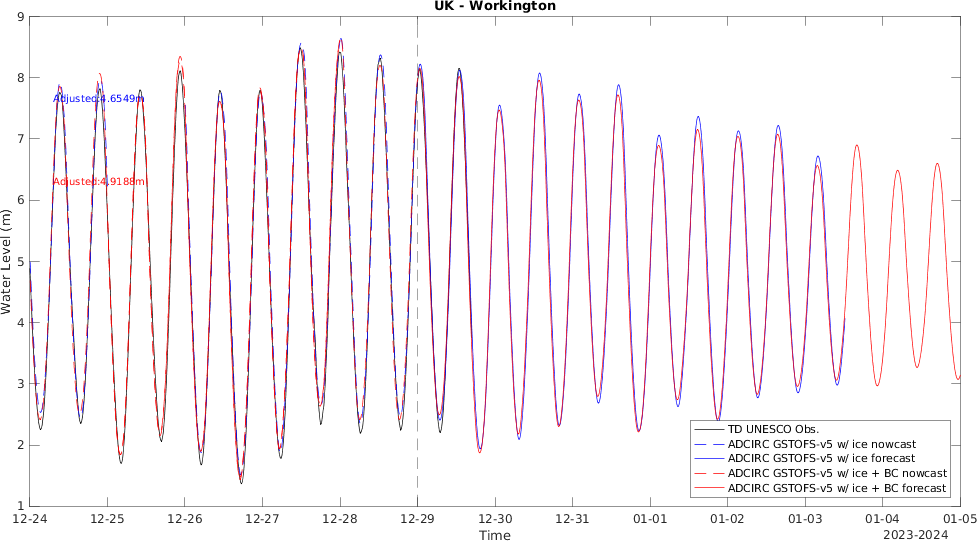 UK - Workington
9
8
7
6
5
4
3
2
1
Water Level (m)
Adjusted:4.6549m
Adjusted:4.9188m
TD UNESCO Obs.
ADCIRC GSTOFS-v5 w/ ice nowcast
ADCIRC GSTOFS-v5 w/ ice forecast
ADCIRC GSTOFS-v5 w/ ice + BC nowcast
ADCIRC GSTOFS-v5 w/ ice + BC forecast
12-24 12-25 12-26 12-27 12-28 12-29 12-30 12-31 01-01 01-02 01-03 01-04 01-05
Time
2023-2024